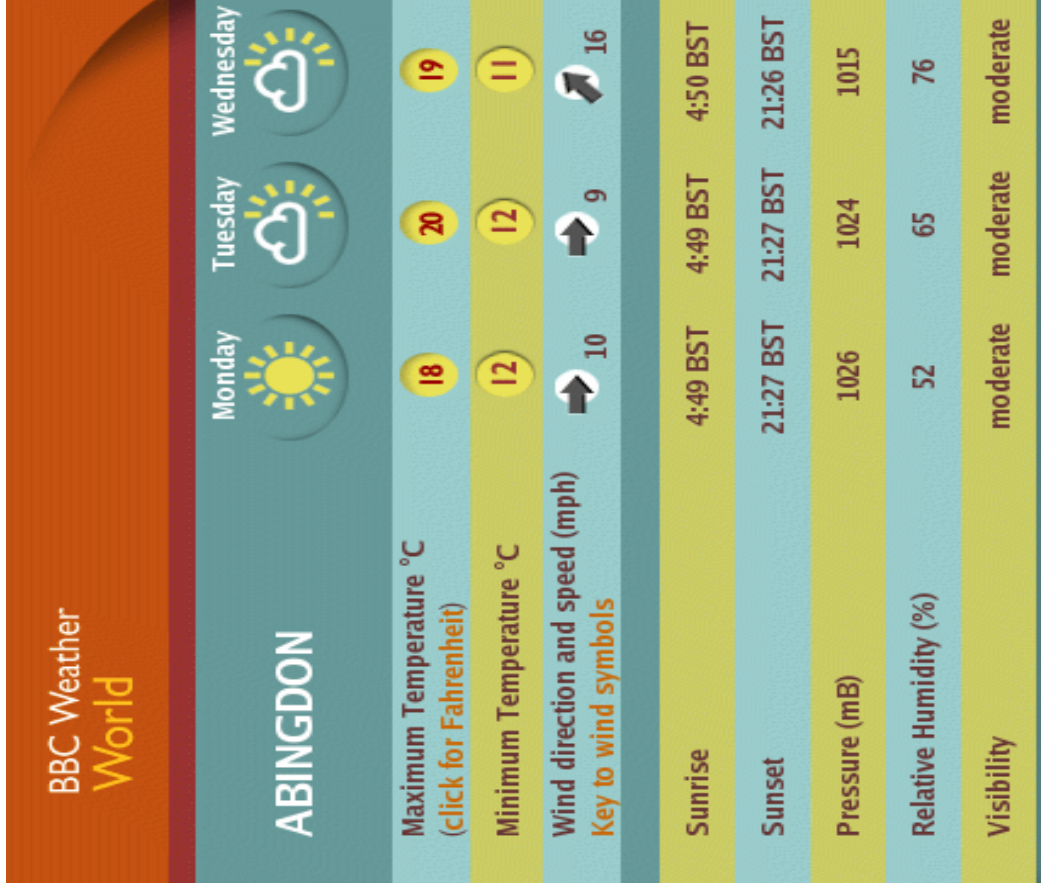 BBC Weather
World
ABINGDON Monday Tuesday Wednesday
Maximum Temperature °C 18 20 19
(click for Fahrenheit)
Minimum Temperature °C 12 12 11
Wind direction and speed (mph) 10 9 16
Key to wind symbols
Sunrise 4:49 BST 4:49 BST 4:50 BST
Sunset 21:27 BST 21:27 BST 21:26 BST
Pressure (mB) 1026 1024 1015
Relative Humidity (%) 52 65 76
Visibility moderate moderate moderate